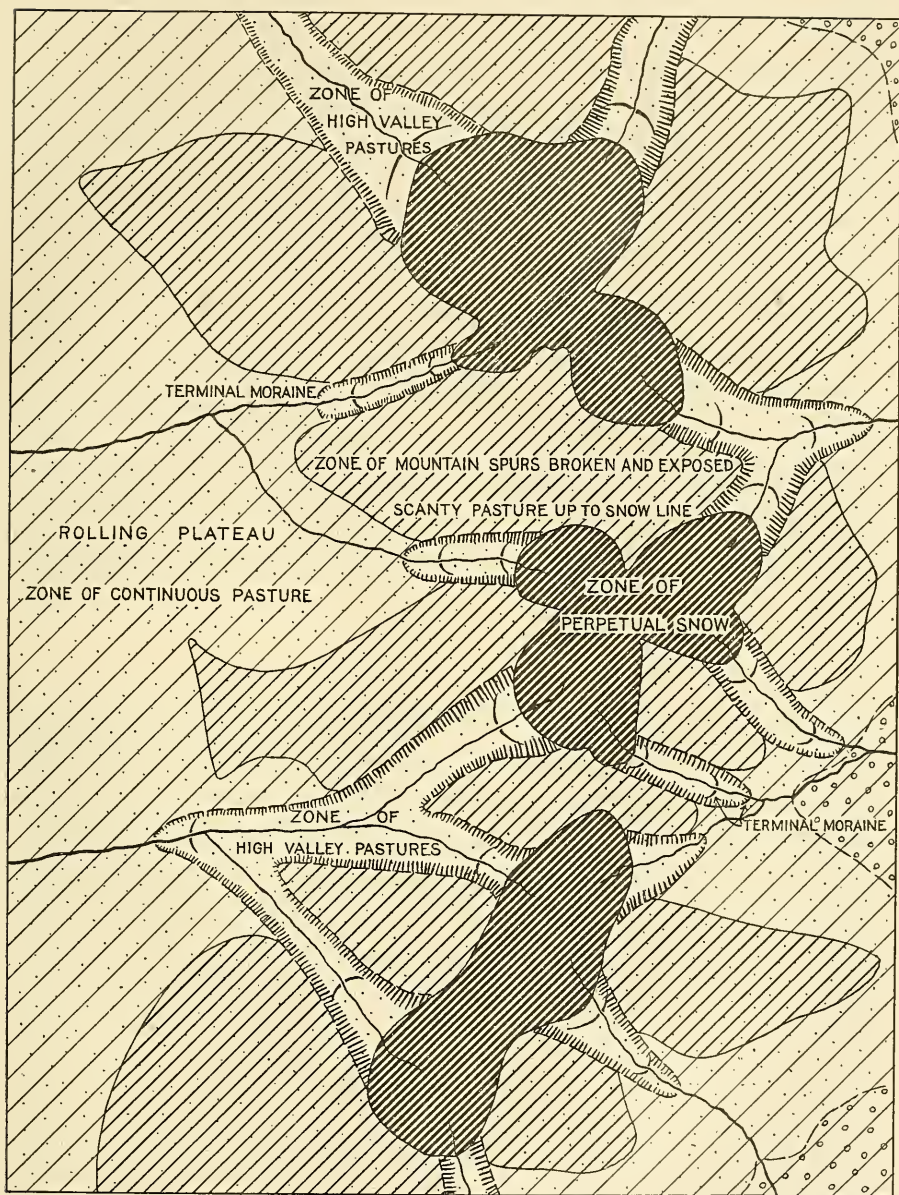 ZONE OF
HIGH VALLEY
PASTURES
TERMINAL MORAINE
ZONE OF MOUNTAIN SPURS BROKEN AND EXPOSED
SCANTY PASTURE UP TO SNOW LINE
ROLLING PLATEAU
ZONE OF CONTINUOUS PASTURE
ZONE OF
PERPETUAL SNOW
ZONE OF
HIGH VALLEY PASTURES
TERMINAL MORAINE